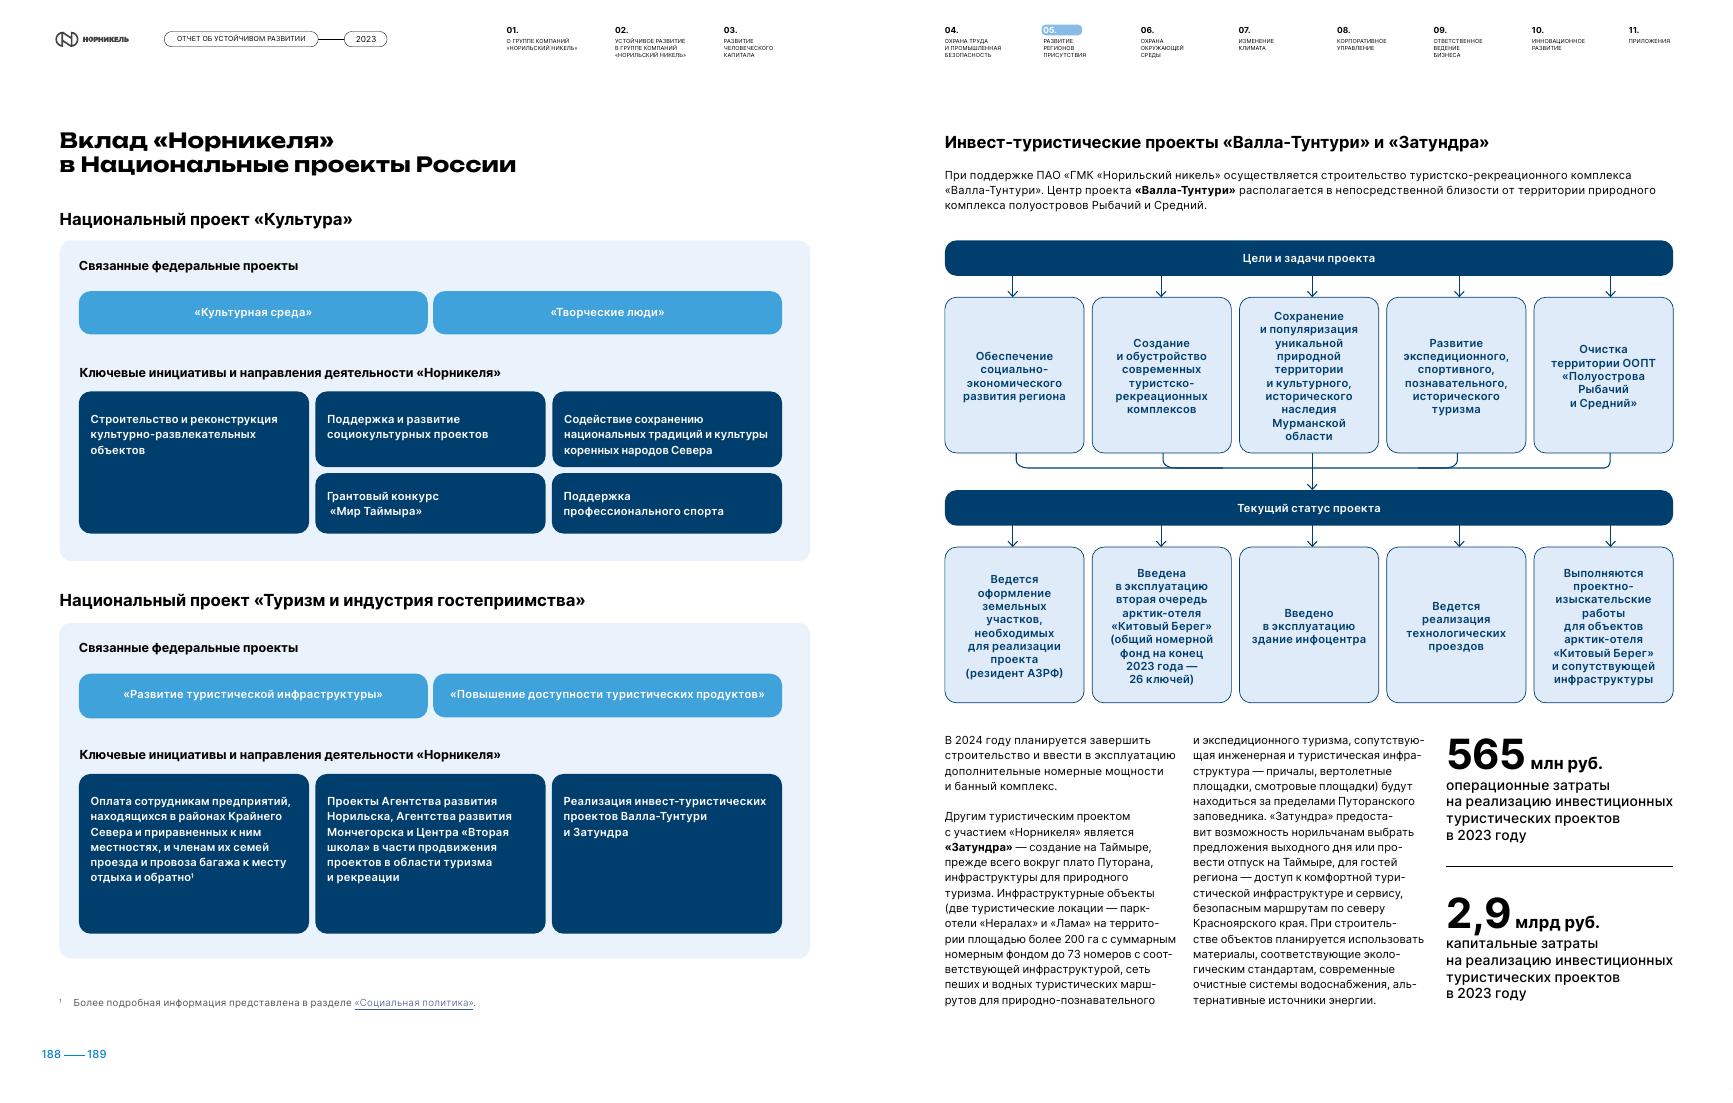 НОРНИКЕЛЬ
ОТЧЕТ ОБ УСТОЙЧИВОМ РАЗВИТИИ
2023
01.
О ГРУППЕ КОМПАНИЙ
«НОРИЛЬСКИЙ НИКЕЛЬ»
02.
УСТОЙЧИВОЕ РАЗВИТИЕ
В ГРУППЕ КОМПАНИЙ
«НОРИЛЬСКИЙ НИКЕЛЬ»
03.
РАЗВИТИЕ
ЧЕЛОВЕЧЕСКОГО
КАПИТАЛА
04.
ОХРАНА ТРУДА
И ПРОМЫШЛЕННАЯ
БЕЗОПАСНОСТЬ
05.
РАЗВИТИЕ
РЕГИОНОВ
ПРИСУТСТВИЯ
06.
ОХРАНА
ОКРУЖАЮЩЕЙ
СРЕДЫ
07.
ИЗМЕНЕНИЕ
КЛИМАТА
08.
КОРПОРАТИВНОЕ
УПРАВЛЕНИЕ
09.
ОТВЕТСТВЕННОЕ
ВЕДЕНИЕ
БИЗНЕСА
10.
ИННОВАЦИОННОЕ
РАЗВИТИЕ
11.
ПРИЛОЖЕНИЯ
Вклад «Норникеля»
в Национальные проекты России
Национальный проект «Культура»
Связанные федеральные проекты
«Культурная среда»
«Творческие люди»
Ключевые инициативы и направления деятельности «Норникеля»
Строительство и реконструкция
культурно-развлекательных
объектов
Поддержка и развитие
социокультурных проектов
Содействие сохранению
национальных традиций и культуры
коренных народов Севера
Грантовый конкурс
«Мир Таймыра»
Поддержка
профессионального спорта
Национальный проект «Туризм и индустрия гостеприимства»
Связанные федеральные проекты
«Развитие туристической инфраструктуры»
«Повышение доступности туристических продуктов»
Ключевые инициативы и направления деятельности «Норникеля»
Оплата сотрудникам предприятий,
находящихся в районах Крайнего
Севера и приравненных к ним
местностях, и членам их семей
проезда и провоза багажа к месту
отдыха и обратно¹
Проекты Агентства развития
Норильска, Агентства развития
Мончегорска и Центра «Вторая
школа» в части продвижения
проектов в области туризма
и рекреации
Реализация инвест-туристических
проектов Валла-Тунтури
и Затундра
¹ Более подробная информация представлена в разделе «Социальная политика».
188 — 189
Инвест-туристические проекты «Валла-Тунтури» и «Затундра»
При поддержке ПАО «ГМК «Норильский никель» осуществляется строительство туристско-рекреационного комплекса
«Валла-Тунтури». Центр проекта «Валла-Тунтури» располагается в непосредственной близости от территории природного
комплекса полуостровов Рыбачий и Средний.
Цели и задачи проекта
Обеспечение
социально-
экономического
развития региона
Создание
и обустройство
современных
туристско-
рекреационных
комплексов
Сохранение
и популяризация
уникальной
природной
территории
и культурного,
исторического
наследия
Мурманской
области
Развитие
экспедиционного,
спортивного,
познавательного,
исторического
туризма
Очистка
территории ООПТ
«Полуострова
Рыбачий
и Средний»
Текущий статус проекта
Ведется
оформление
земельных
участков,
необходимых
для реализации
проекта
(резидент АЗРФ)
Введена
в эксплуатацию
вторая очередь
арктик-отеля
«Китовый Берег»
(общий номерной
фонд на конец
2023 года —
26 ключей)
Введено
в эксплуатацию
здание инфоцентра
Ведется
реализация
технологических
проездов
Выполняются
проектно-
изыскательские
работы
для объектов
арктик-отеля
«Китовый Берег»
и сопутствующей
инфраструктуры
В 2024 году планируется завершить
строительство и ввести в эксплуатацию
дополнительные номерные мощности
и банный комплекс.
Другим туристическим проектом
с участием «Норникеля» является
«Затундра» — создание на Таймыре,
прежде всего вокруг плато Путорана,
инфраструктуры для природного
туризма. Инфраструктурные объекты
(две туристические локации — парк-
отели «Нералах» и «Лама» на террито-
рии площадью более 200 га с суммарным
номерным фондом до 73 номеров с соот-
ветствующей инфраструктурой, сеть
пеших и водных туристических марш-
рутов для природно-познавательного
и экспедиционного туризма, сопутствую-
щая инженерная и туристическая инфра-
структура — причалы, вертолетные
площадки, смотровые площадки) будут
находиться за пределами Путоранского
заповедника. «Затундра» предоста-
вит возможность норильчанам выбрать
предложения выходного дня или про-
вести отпуск на Таймыре, для гостей
региона — доступ к комфортной тури-
стической инфраструктуре и сервису,
безопасным маршрутам по северу
Красноярского края. При строитель-
стве объектов планируется использовать
материалы, соответствующие эколо-
гическим стандартам, современные
очистные системы водоснабжения, аль-
тернативные источники энергии.
565 млн руб.
операционные затраты
на реализацию инвестиционных
туристических проектов
в 2023 году
2,9 млрд руб.
капитальные затраты
на реализацию инвестиционных
туристических проектов
в 2023 году